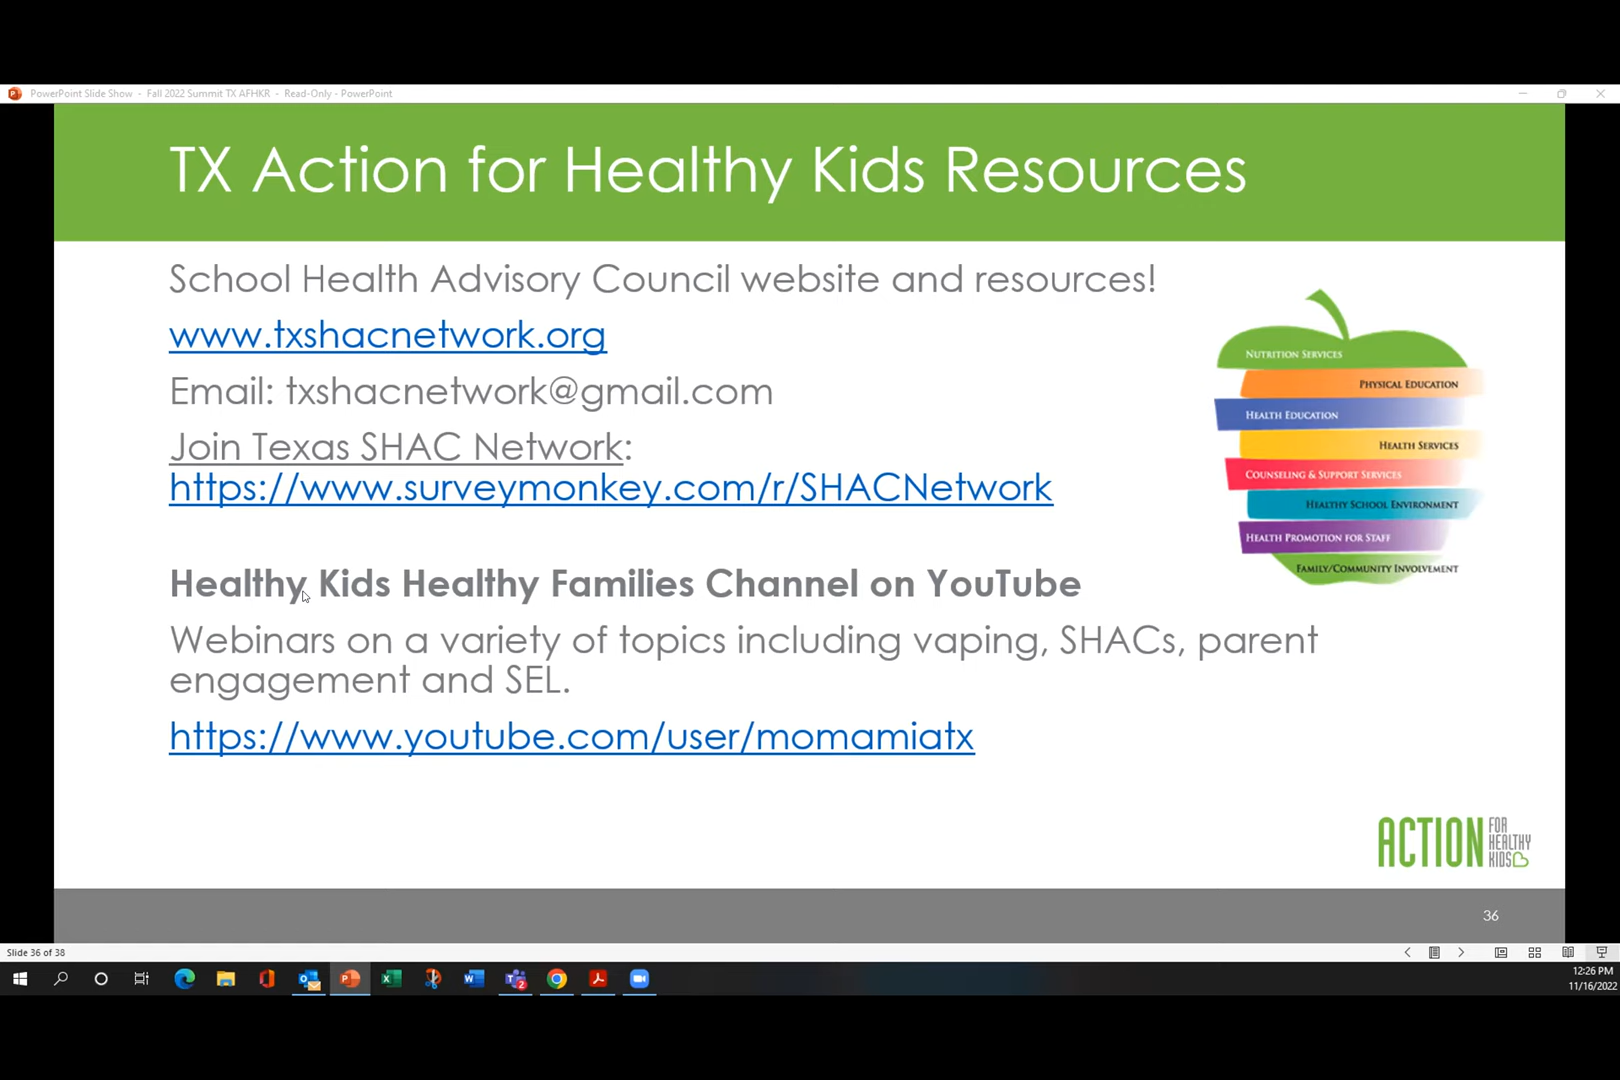 PowerPoint Slide Show - Fall 2022 Summit TX AFHKR - Read-Only - PowerPoint
TX Action for Healthy Kids Resources
School Health Advisory Council website and resources!
www.txshacnetwork.org
Email: txshacnetwork@gmail.com
Join Texas SHAC Network:
https://www.surveymonkey.com/r/SHACNetwork
Healthy Kids Healthy Families Channel on YouTube
Webinars on a variety of topics including vaping, SHACs, parent
engagement and SEL.
https://www.youtube.com/user/momamiatx
NUTRITION SERVICES
PHYSICAL EDUCATION
HEALTH EDUCATION
HEALTH SERVICES
COUNSELING & SUPPORT SERVICES
HEALTHY SCHOOL ENVIRONMENT
HEALTH PROMOTION FOR STAFF
FAMILY/COMMUNITY INVOLVEMENT
ACTION FOR HEALTHY KIDS
36
Slide 36 of 38
12:26 PM
11/16/2022